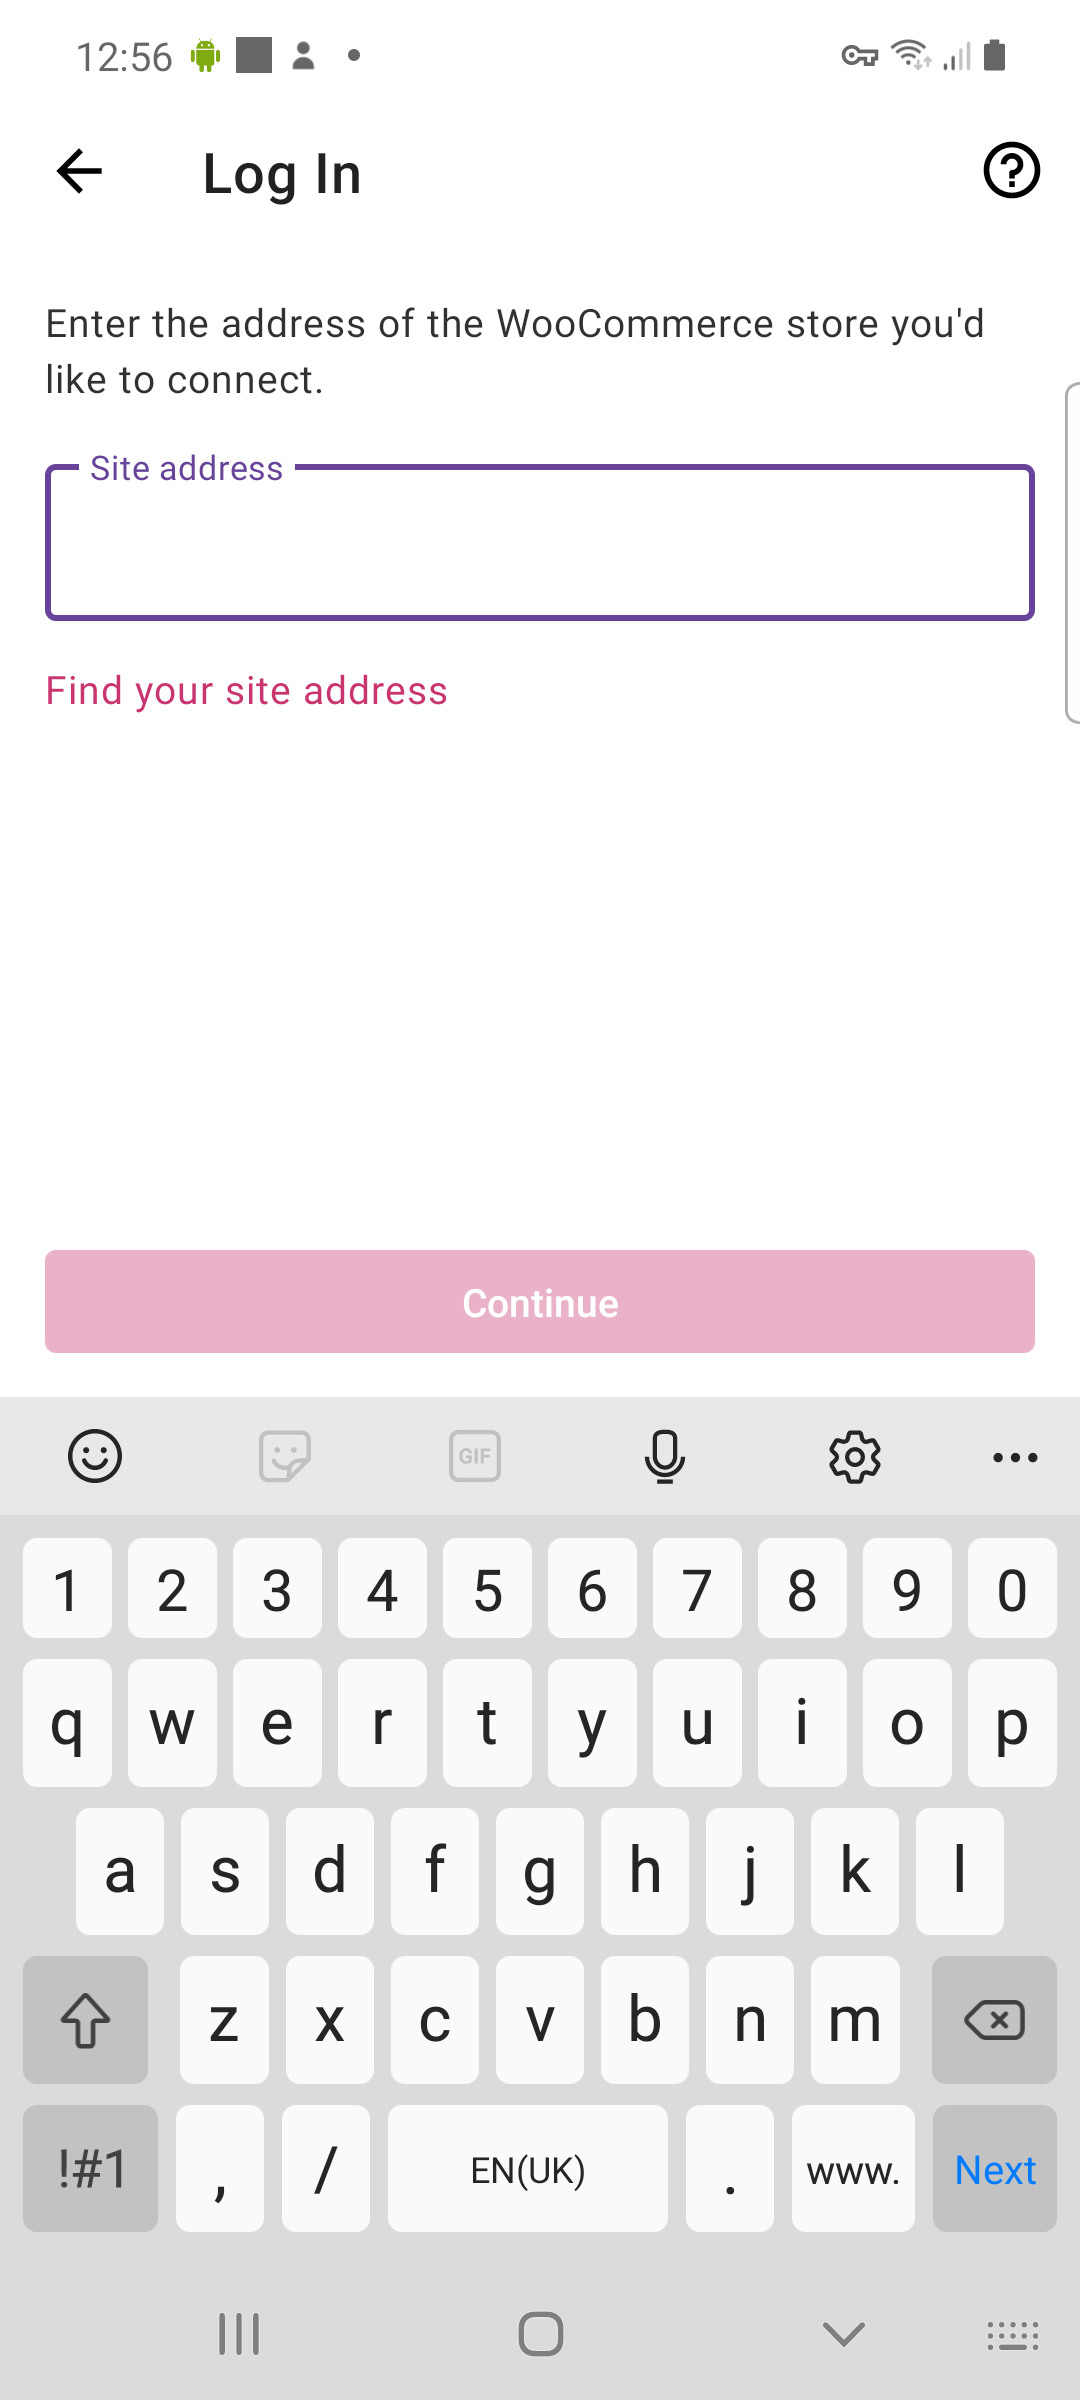 12:56
Log In
Enter the address of the WooCommerce store you'd
like to connect.
Site address
Find your site address
Continue
GIF
1 2 3 4 5 6 7 8 9 0
q w e r t y u i o p
a s d f g h j k l
z x c v b n m
!#1 , / EN(UK) . www. Next